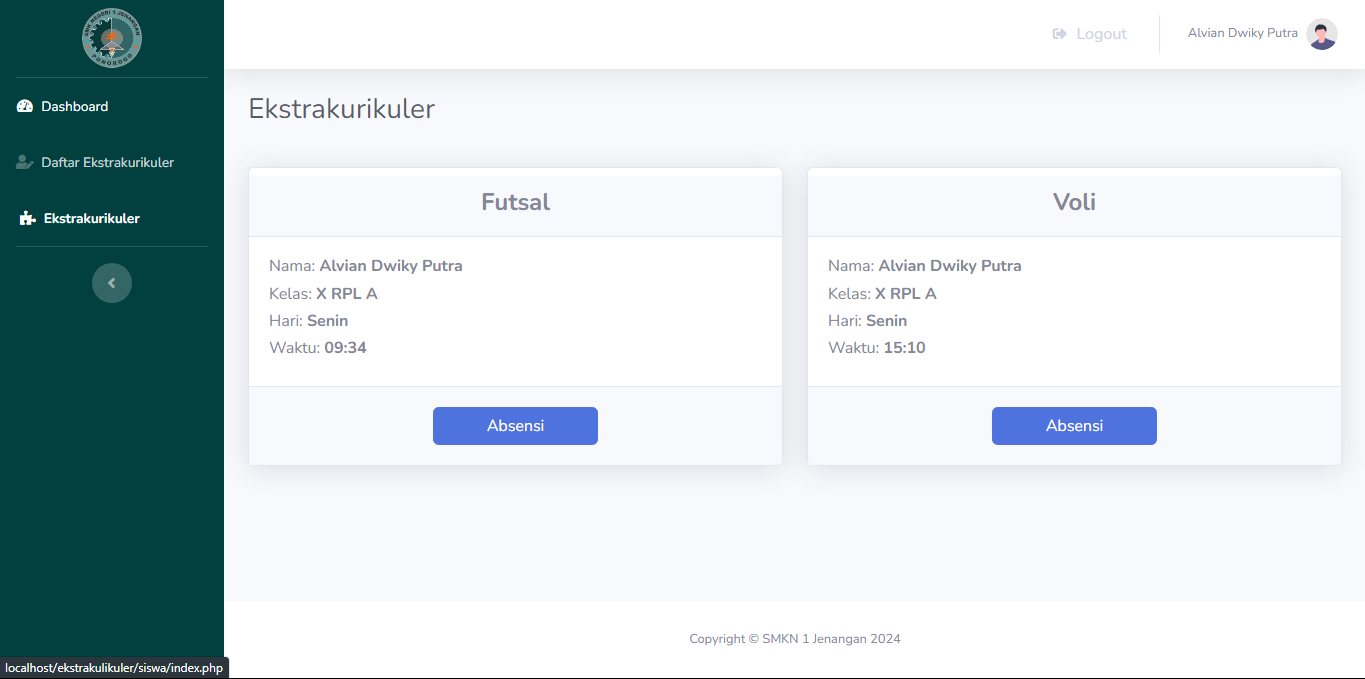 SMK NEGERI 1 JENANGAN
PONOROGO
Logout
Alvian Dwiky Putra
Dashboard
Daftar Ekstrakurikuler
Ekstrakurikuler
Ekstrakurikuler
Futsal
Nama: Alvian Dwiky Putra
Kelas: X RPL A
Hari: Senin
Waktu: 09:34
Absensi
Voli
Nama: Alvian Dwiky Putra
Kelas: X RPL A
Hari: Senin
Waktu: 15:10
Absensi
Copyright © SMKN 1 Jenangan 2024
localhost/ekstrakulikuler/siswa/index.php